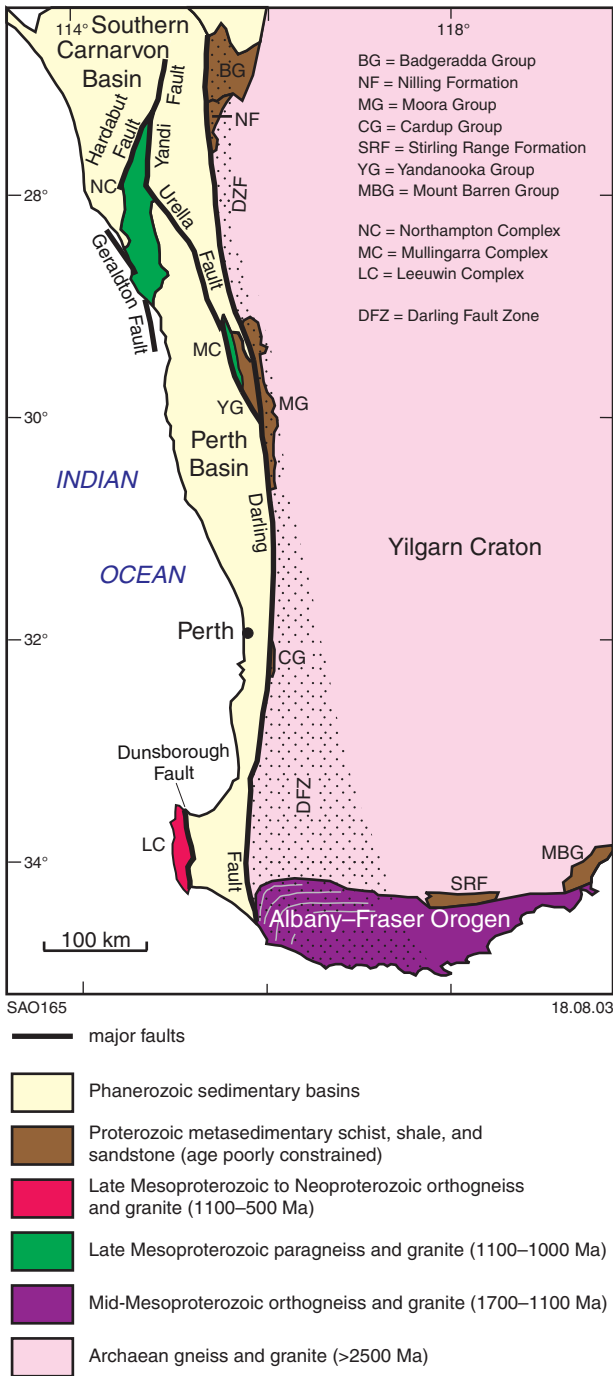 114°
118°
Southern
Carnarvon
Basin
BG
NF
Hardabut
Fault
Yandi
Fault
NC
28°
Urella
Fault
DZF
Geraldton Fault
MC
YG
MG
30°
Perth
Basin
INDIAN
OCEAN
Darling
Fault
Yilgarn Craton
Perth
32°
CG
Dunsborough
Fault
DFZ
LC
34°
MBG
SRF
Albany–Fraser Orogen
100 km
BG = Badgeradda Group
NF = Nilling Formation
MG = Moora Group
CG = Cardup Group
SRF = Stirling Range Formation
YG = Yandanooka Group
MBG = Mount Barren Group
NC = Northampton Complex
MC = Mullingarra Complex
LC = Leeuwin Complex
DFZ = Darling Fault Zone
SAO165
18.08.03
major faults
Phanerozoic sedimentary basins
Proterozoic metasedimentary schist, shale, and
sandstone (age poorly constrained)
Late Mesoproterozoic to Neoproterozoic orthogneiss
and granite (1100–500 Ma)
Late Mesoproterozoic paragneiss and granite (1100–1000 Ma)
Mid-Mesoproterozoic orthogneiss and granite (1700–1100 Ma)
Archaean gneiss and granite (>2500 Ma)